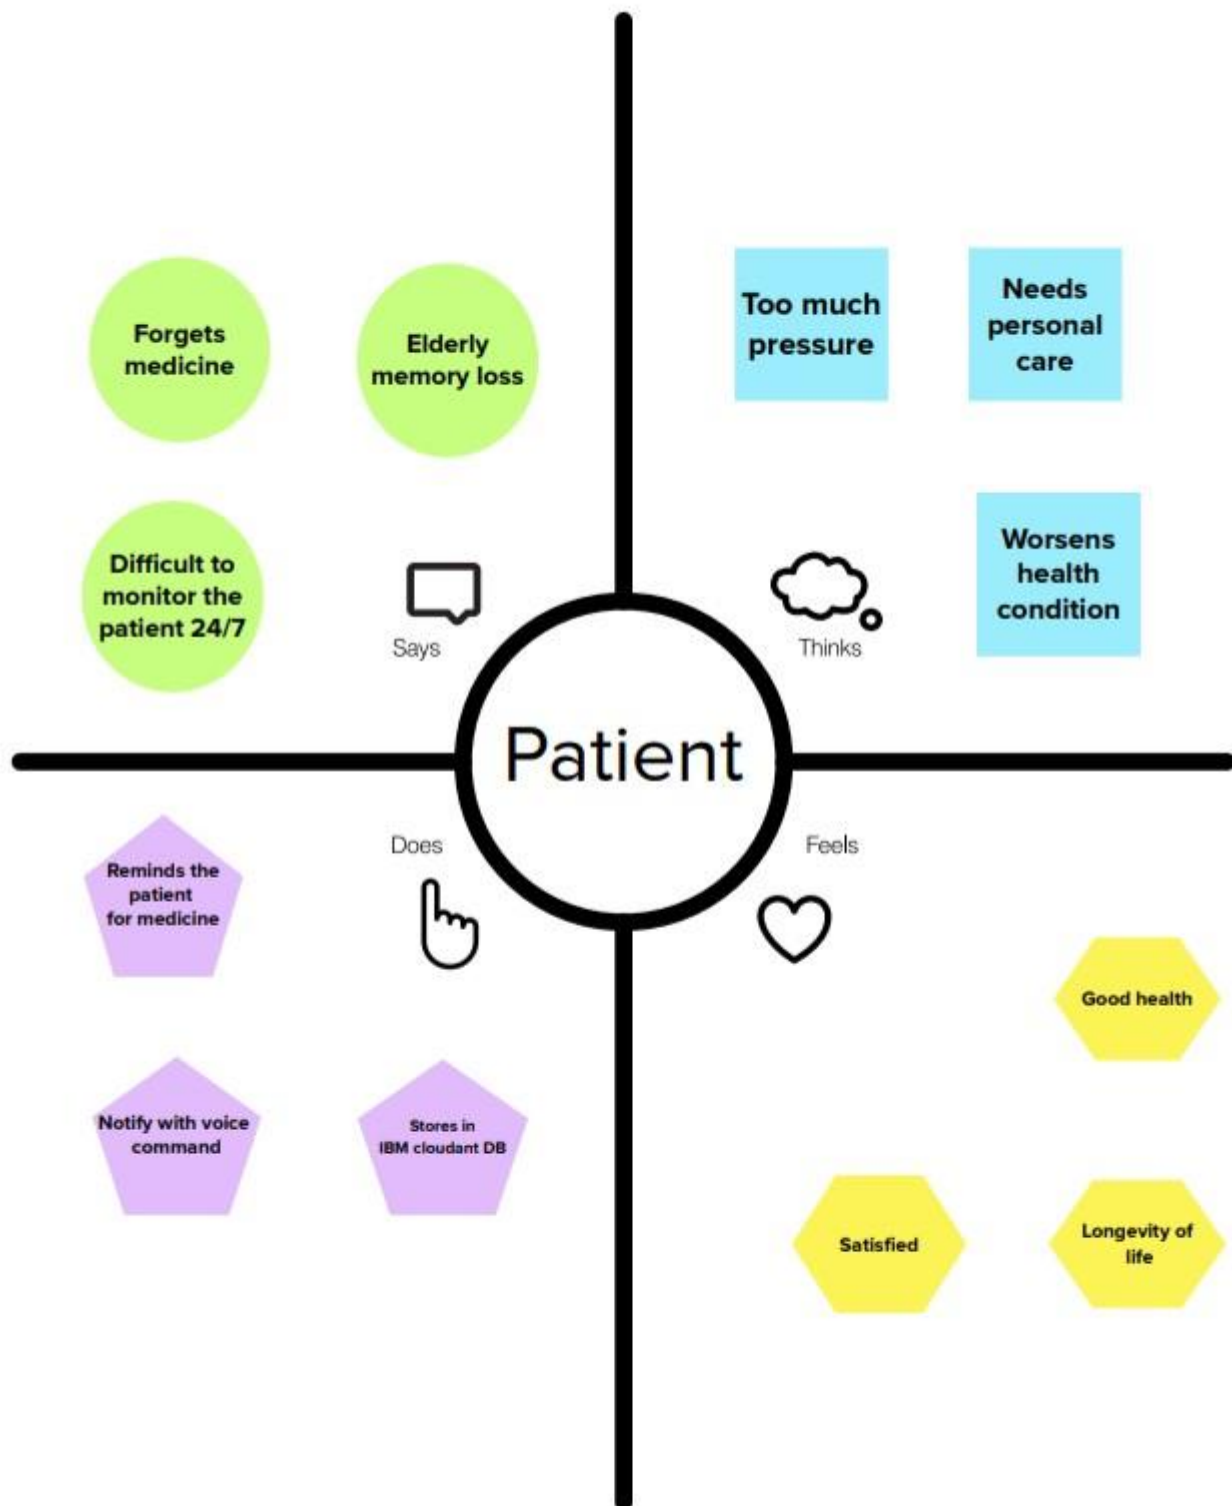 Forgets
medicine
Elderly
memory loss
Difficult to
monitor the
patient 24/7
Says
Too much
pressure
Needs
personal
care
Worsens
health
condition
Thinks
Patient
Does
Reminds the
patient
for medicine
Notify with voice
command
Stores in
IBM cloudant DB
Feels
Good health
Satisfied
Longevity of
life